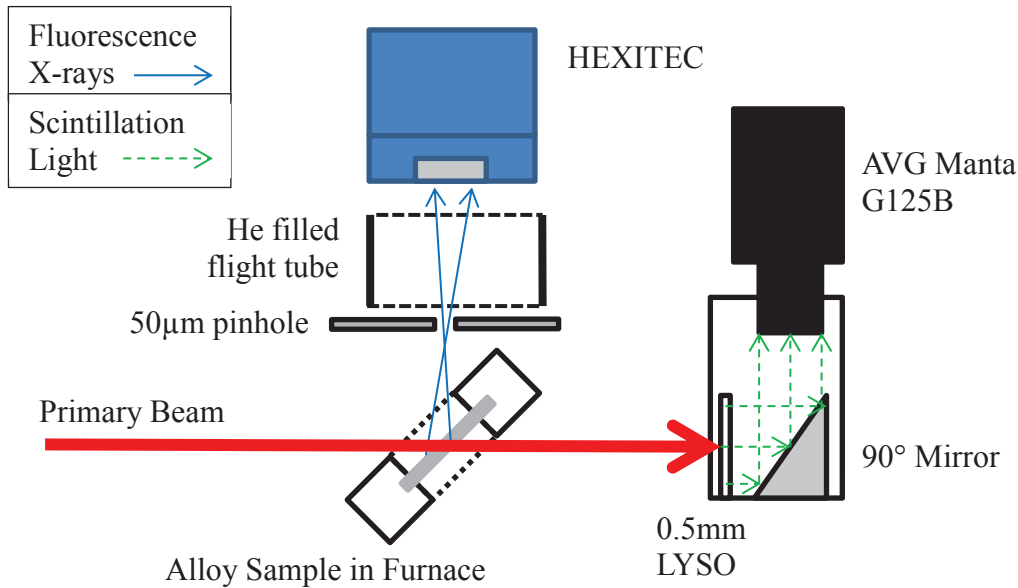 Fluorescence
X-rays
Scintillation
Light
HEXITEC
AVG Manta
G125B
He filled
flight tube
50µm pinhole
Primary Beam
90° Mirror
0.5mm
LYSO
Alloy Sample in Furnace